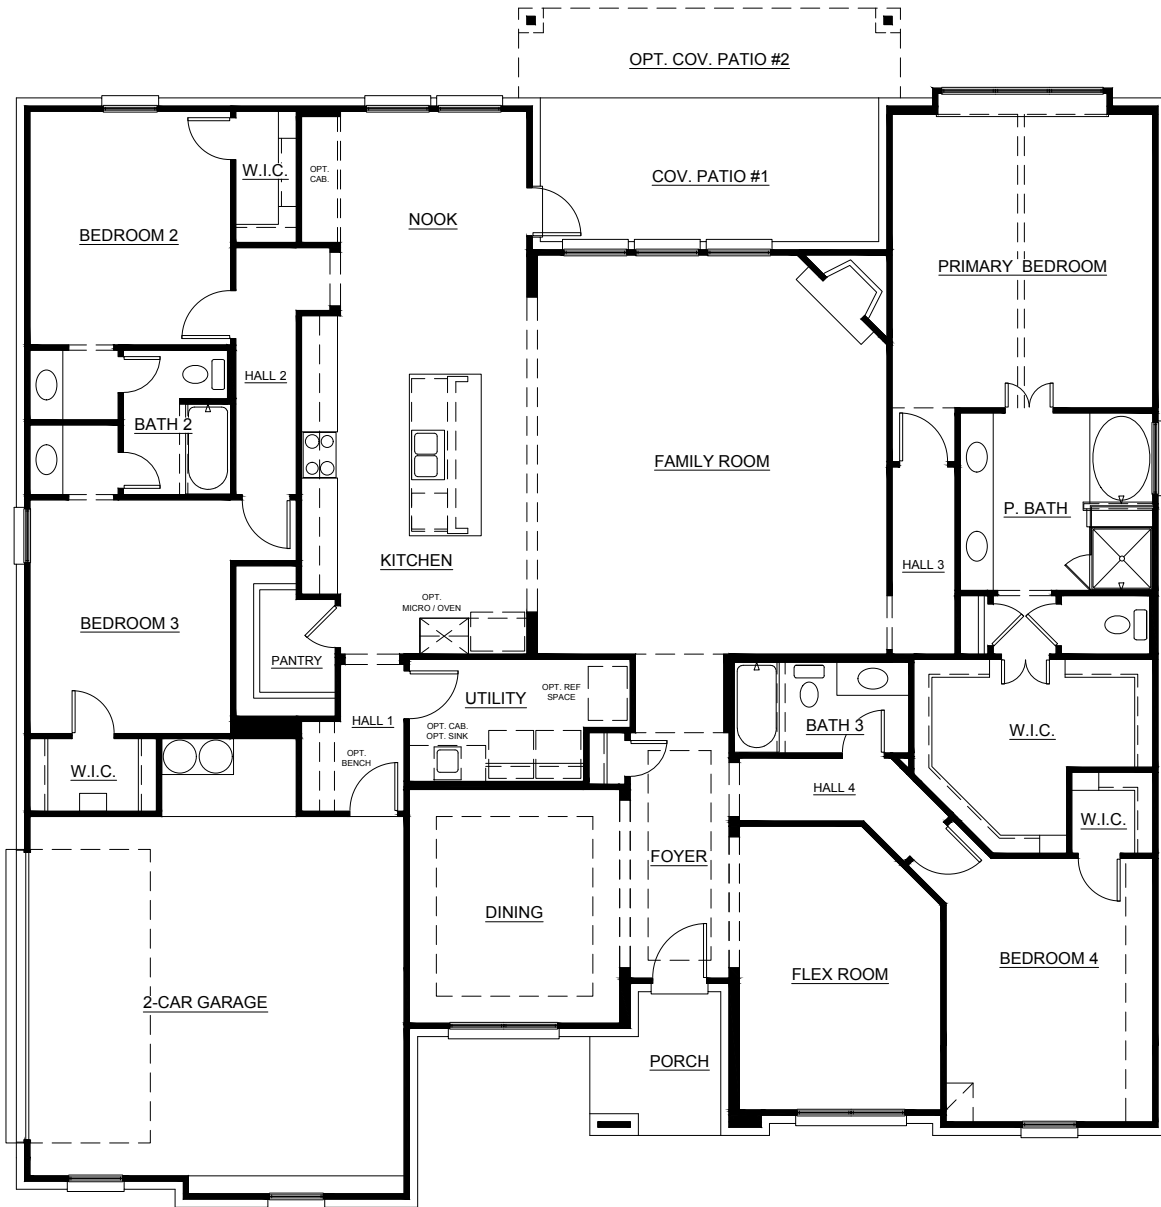 OPT. COV. PATIO #2
W.I.C.
OPT.
CAB.
COV. PATIO #1
NOOK
BEDROOM 2
PRIMARY BEDROOM
HALL 2
BATH 2
FAMILY ROOM
P. BATH
KITCHEN
HALL 3
OPT.
MICRO / OVEN
BEDROOM 3
PANTRY
UTILITY
OPT. REF
SPACE
HALL 1
OPT. CAB.
OPT. SINK
BATH 3
W.I.C.
OPT.
BENCH
W.I.C.
HALL 4
W.I.C.
FOYER
DINING
BEDROOM 4
FLEX ROOM
2-CAR GARAGE
PORCH